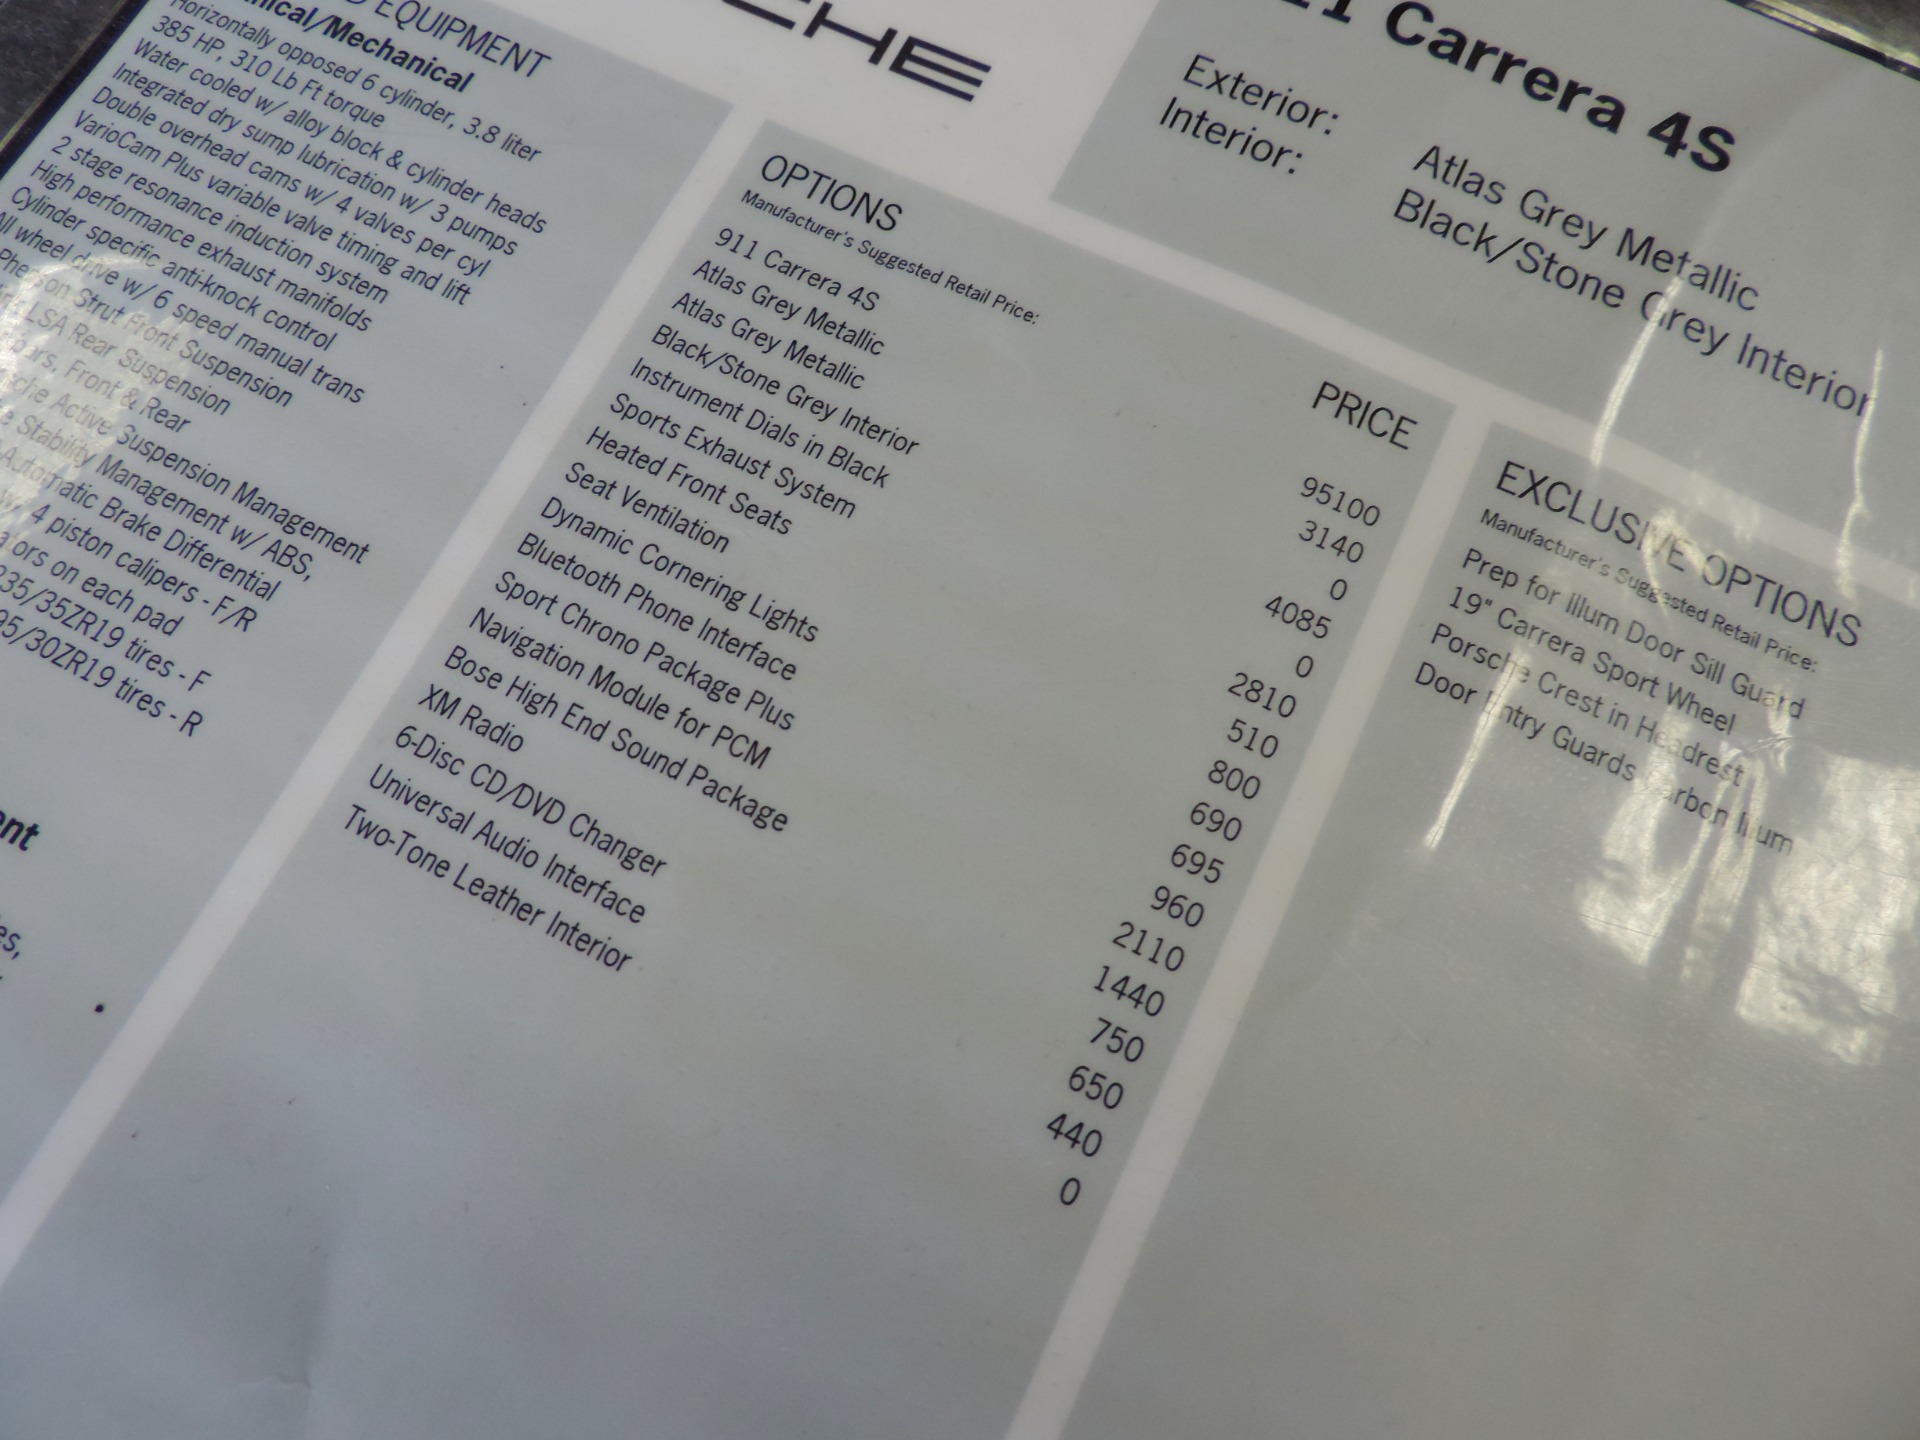 EQUIPMENT
/Mechanical
Horizontally opposed 6 cylinder, 3.8 liter
385 HP, 310 Lb Ft torque
Water cooled w/ alloy block & cylinder heads
Integrated dry sump lubrication w/ 3 pumps
Double overhead cams w/ 4 valves per cyl
VarioCam Plus variable valve timing and lift
2 stage resonance induction system
High performance exhaust manifolds
Cylinder specific anti-knock control
wheel drive w/ 6 speed manual trans
Strut Front Suspension
LSA Rear Suspension
Front & Rear
Active Suspension Management
Stability Management w/ ABS,
Automatic Brake Differential
w/ 4 piston calipers - F/R
on each pad
235/35ZR19 tires - F
95/30ZR19 tires - R
CHE
Carrera 4S
Exterior: Atlas Grey Metallic
Interior: Black/Stone Grey Interior
OPTIONS PRICE
Manufacturer's Suggested Retail Price:
911 Carrera 4S 95100
Atlas Grey Metallic 3140
Atlas Grey Metallic 0
Black/Stone Grey Interior 4085
Instrument Dials in Black 0
Sports Exhaust System 2810
Heated Front Seats 510
Seat Ventilation 800
Dynamic Cornering Lights 690
Bluetooth Phone Interface 695
Sport Chrono Package Plus 960
Navigation Module for PCM 2110
Bose High End Sound Package 1440
XM Radio 750
6-Disc CD/DVD Changer 650
Universal Audio Interface 440
Two-Tone Leather Interior 0
EXCLUSIVE OPTIONS
Manufacturer's Suggested Retail Price:
Prep for Illum Door Sill Guard
19" Carrera Sport Wheel
Porsche Crest in Headrest
Door Entry Guards Carbon Illum